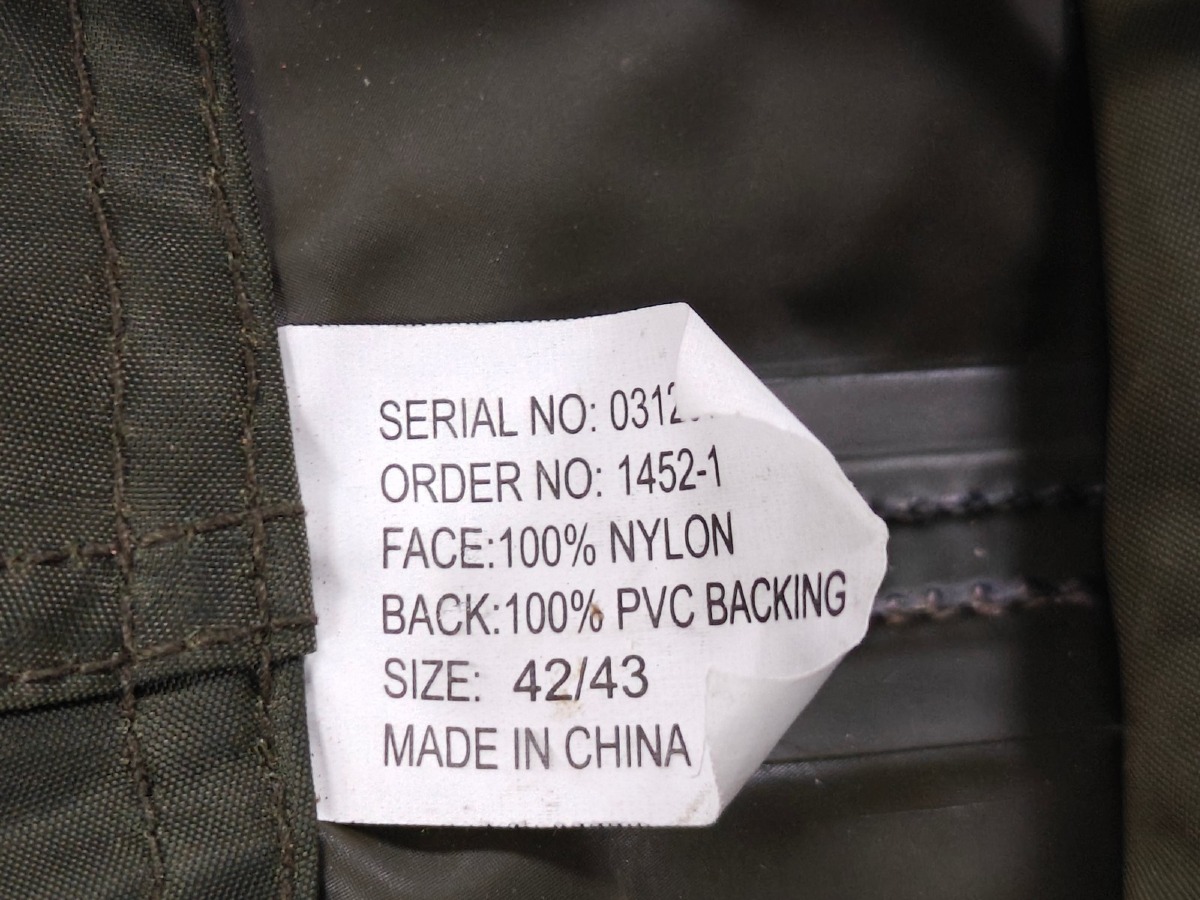 SERIAL NO: 0312
ORDER NO: 1452-1
FACE:100% NYLON
BACK:100% PVC BACKING
SIZE: 42/43
MADE IN CHINA